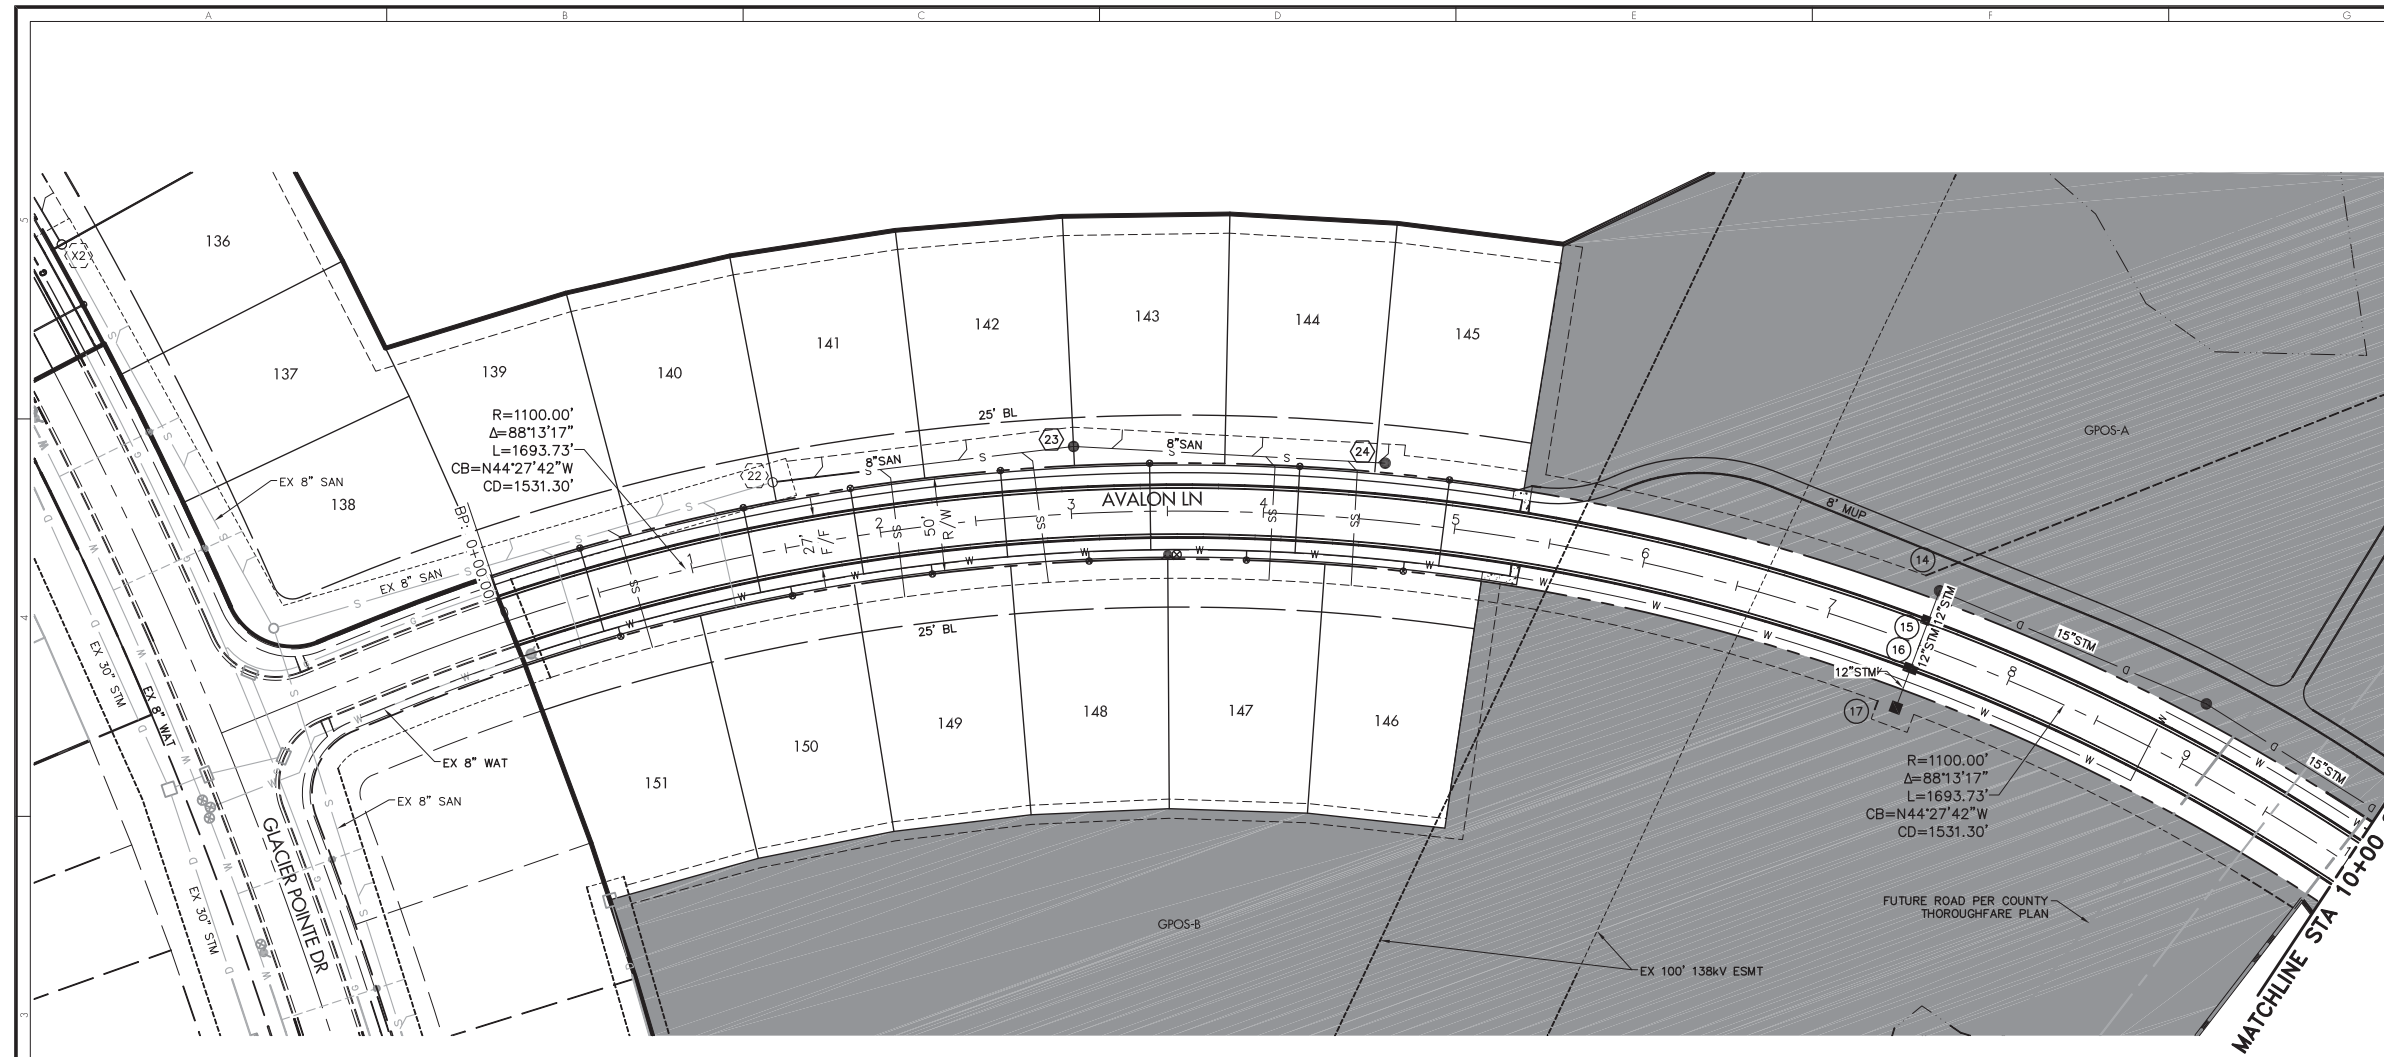 A
B
C
D
E
F
G
5
4
3
136
X2
137
138
139
140
141
142
143
144
145
R=1100.00'
Δ=88°13'17"
L=1693.73'
CB=N44°27'42"W
CD=1531.30'
25' BL
22
8"SAN
23
8"SAN
24
AVALON LN
BP: 0+00.00
1
2
3
4
5
6
7
8
9
27'
F/F
50'
R/W
EX 8" SAN
EX 8" SAN
EX 8" WAT
EX 8" SAN
EX 30" STM
EX 8" WAT
EX 30" STM
GLACIER POINTE DR
25' BL
151
150
149
148
147
146
GPOS-A
GPOS-B
8' MUP
14
15
16
17
12"STM
12"STM
12"STM
15"STM
15"STM
R=1100.00'
Δ=88°13'17"
L=1693.73'
CB=N44°27'42"W
CD=1531.30'
FUTURE ROAD PER COUNTY
THOROUGHFARE PLAN
EX 100' 138kV ESMT
MATCHLINE STA 10+00